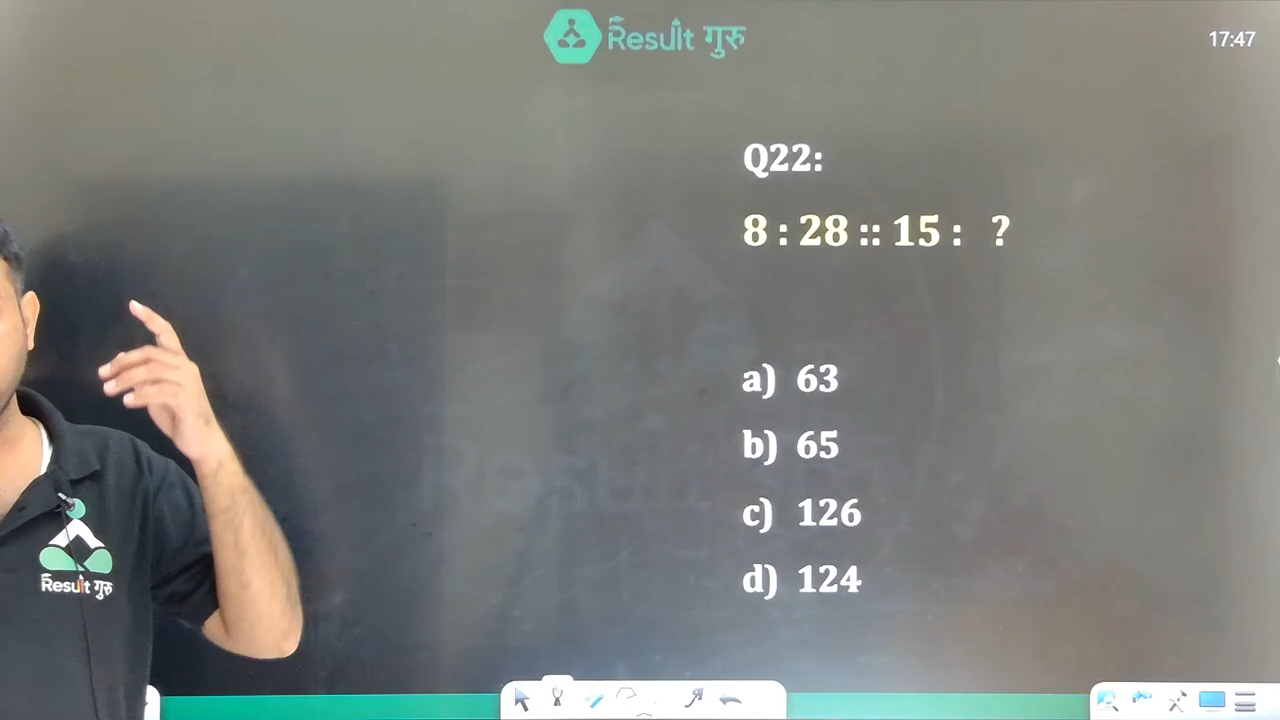 Result गुरु
17:47
Q22:
8 : 28 :: 15 : ?
a) 63
b) 65
c) 126
d) 124
Result गुरु